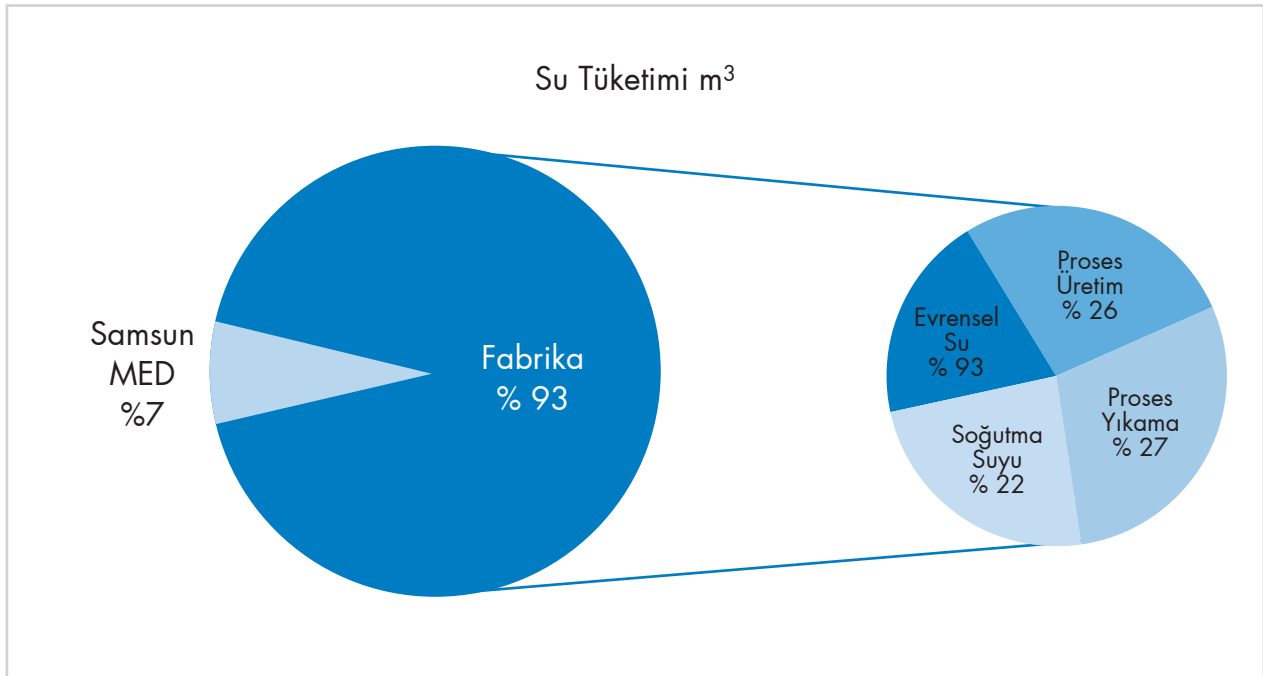 Su Tüketimi m³
Samsun
MED
%7
Fabrika
% 93
Evrensel
Su
% 93
Proses
Üretim
% 26
Proses
Yıkama
% 27
Soğutma
Suyu
% 22